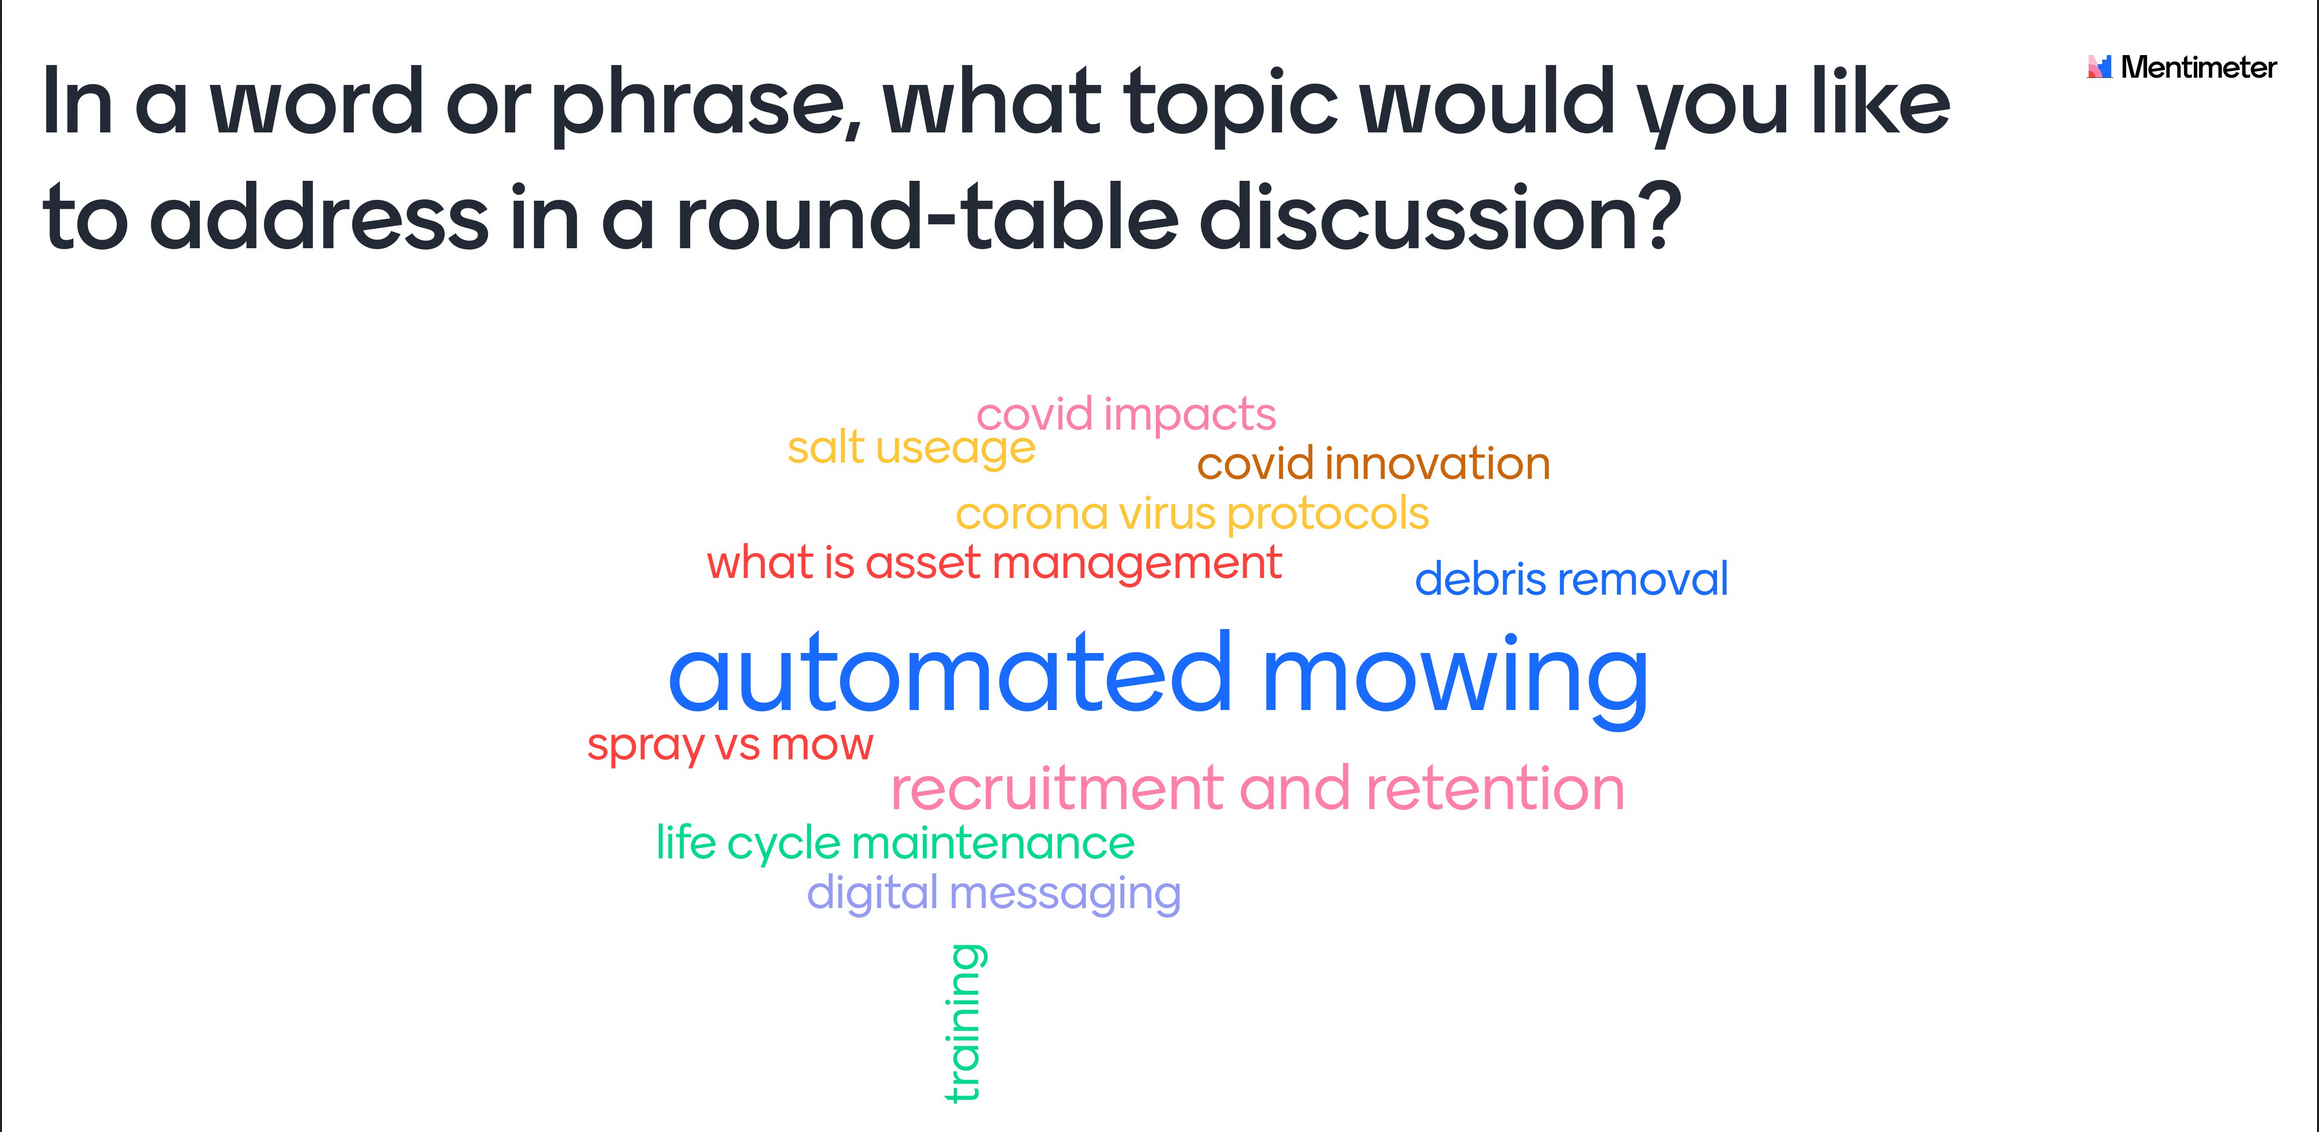 In a word or phrase, what topic would you like
to address in a round-table discussion?
Mentimeter
covid impacts
salt useage
covid innovation
corona virus protocols
what is asset management
debris removal
automated mowing
spray vs mow
recruitment and retention
life cycle maintenance
digital messaging
training